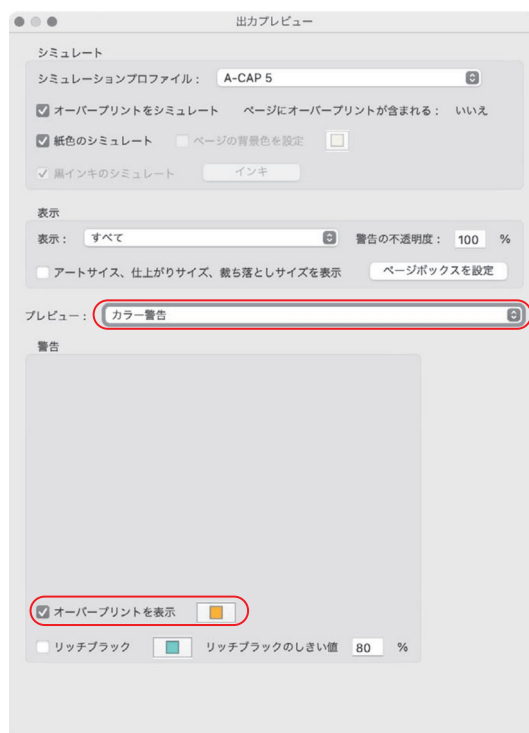 出力プレビュー
シミュレート
シミュレーションプロファイル： A-CAP 5
オーバープリントをシミュレート ページにオーバープリントが含まれる： いいえ
紙色のシミュレート ページの背景色を設定
黒インキのシミュレート インキ
表示
表示： すべて 警告の不透明度： 100 %
アートサイズ、仕上がりサイズ、裁ち落としサイズを表示 ページボックスを設定
プレビュー： カラー警告
警告
オーバープリントを表示
リッチブラック リッチブラックのしきい値 80 %